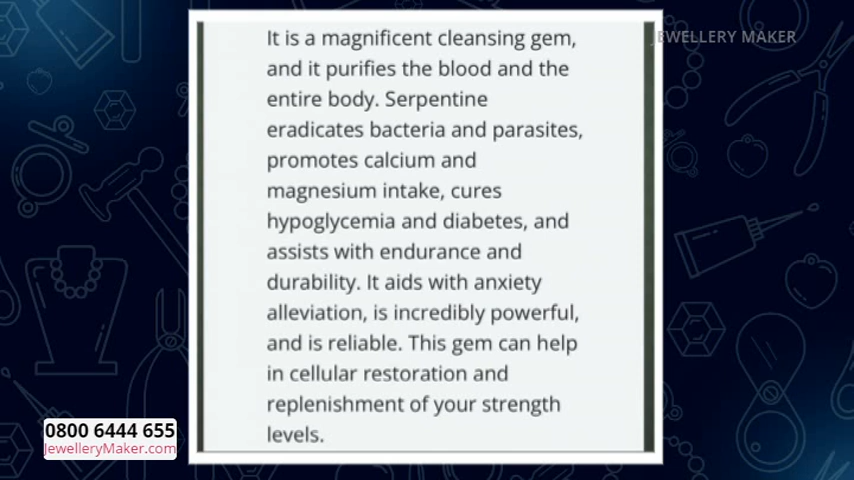 It is a magnificent cleansing gem,
and it purifies the blood and the
entire body. Serpentine
eradicates bacteria and parasites,
promotes calcium and
magnesium intake, cures
hypoglycemia and diabetes, and
assists with endurance and
durability. It aids with anxiety
alleviation, is incredibly powerful,
and is reliable. This gem can help
in cellular restoration and
replenishment of your strength
levels.
JEWELLERY MAKER
0800 6444 655
JewelleryMaker.com